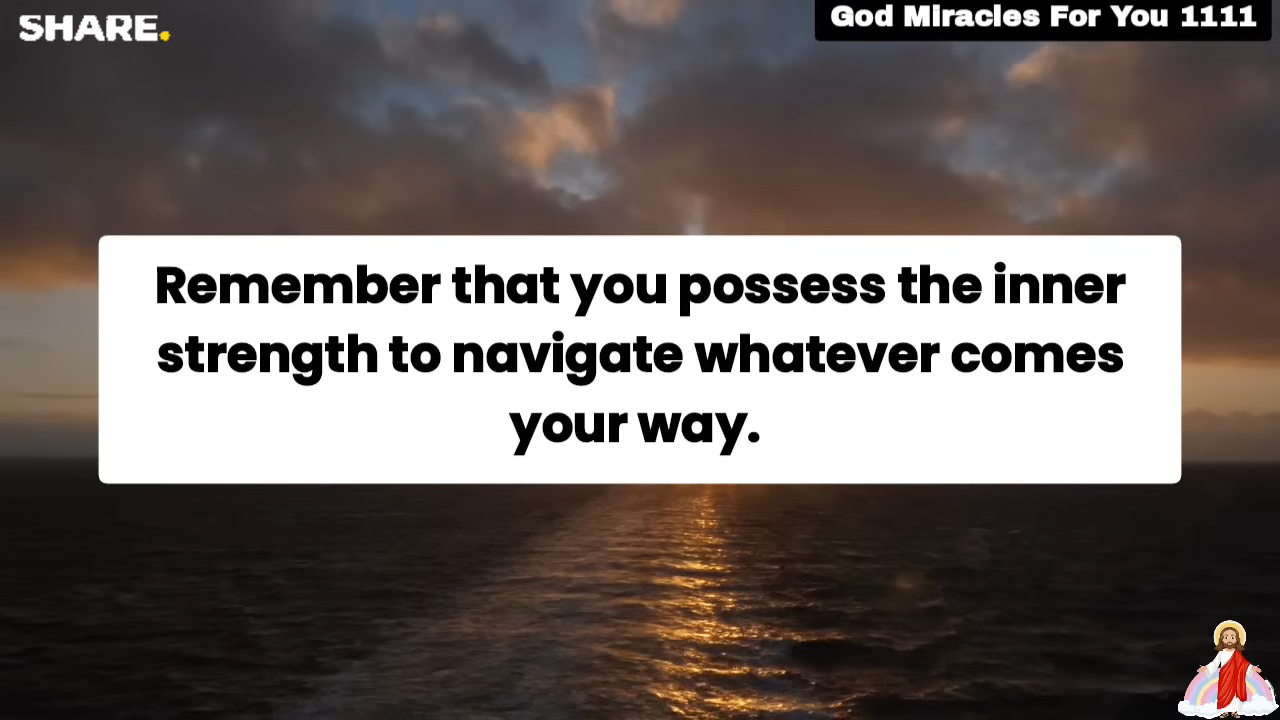 SHARE.
God Miracles For You 1111
Remember that you possess the inner
strength to navigate whatever comes
your way.